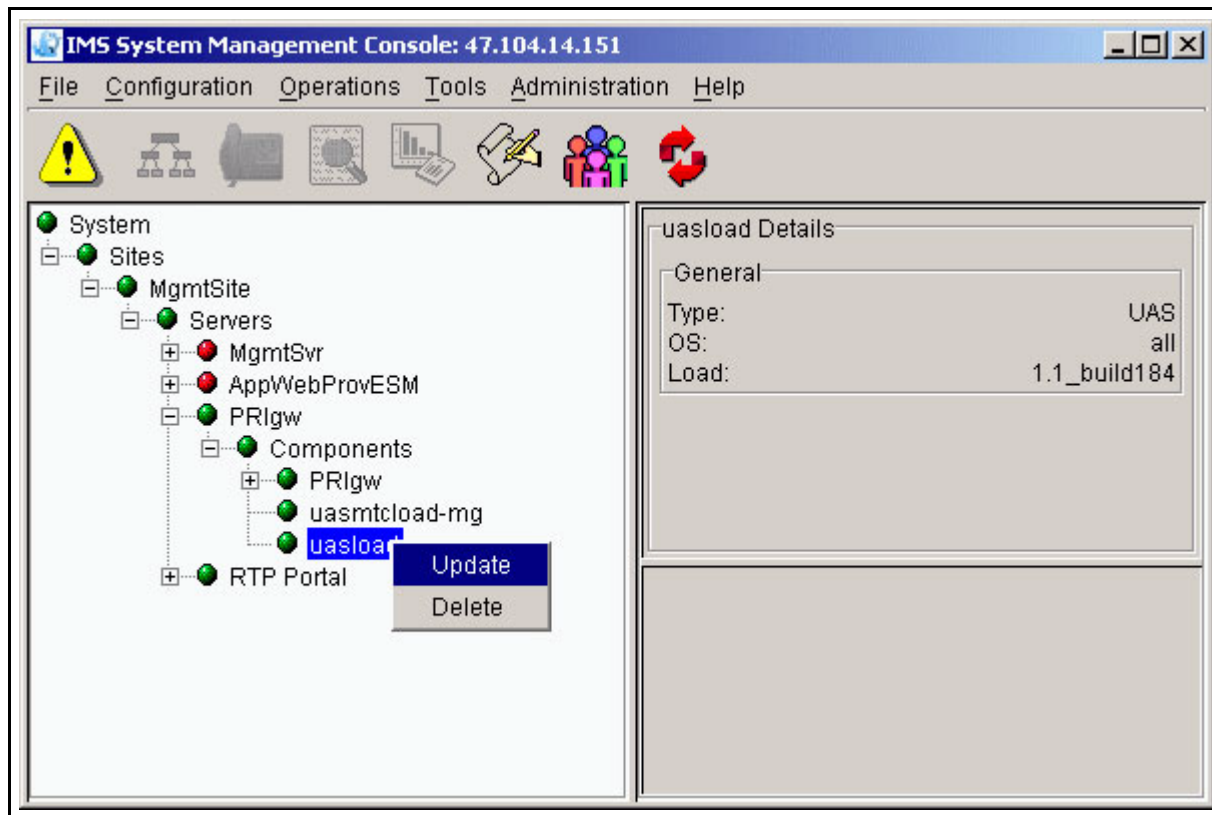 IMS System Management Console: 47.104.14.151
File Configuration Operations Tools Administration Help
System
Sites
MgmtSite
Servers
MgmtSvr
AppWebProvESM
PRIgw
Components
PRIgw
uasmtcload-mg
uasload
RTP Portal
Update
Delete
uasload Details
General
Type: UAS
OS: all
Load: 1.1_build184